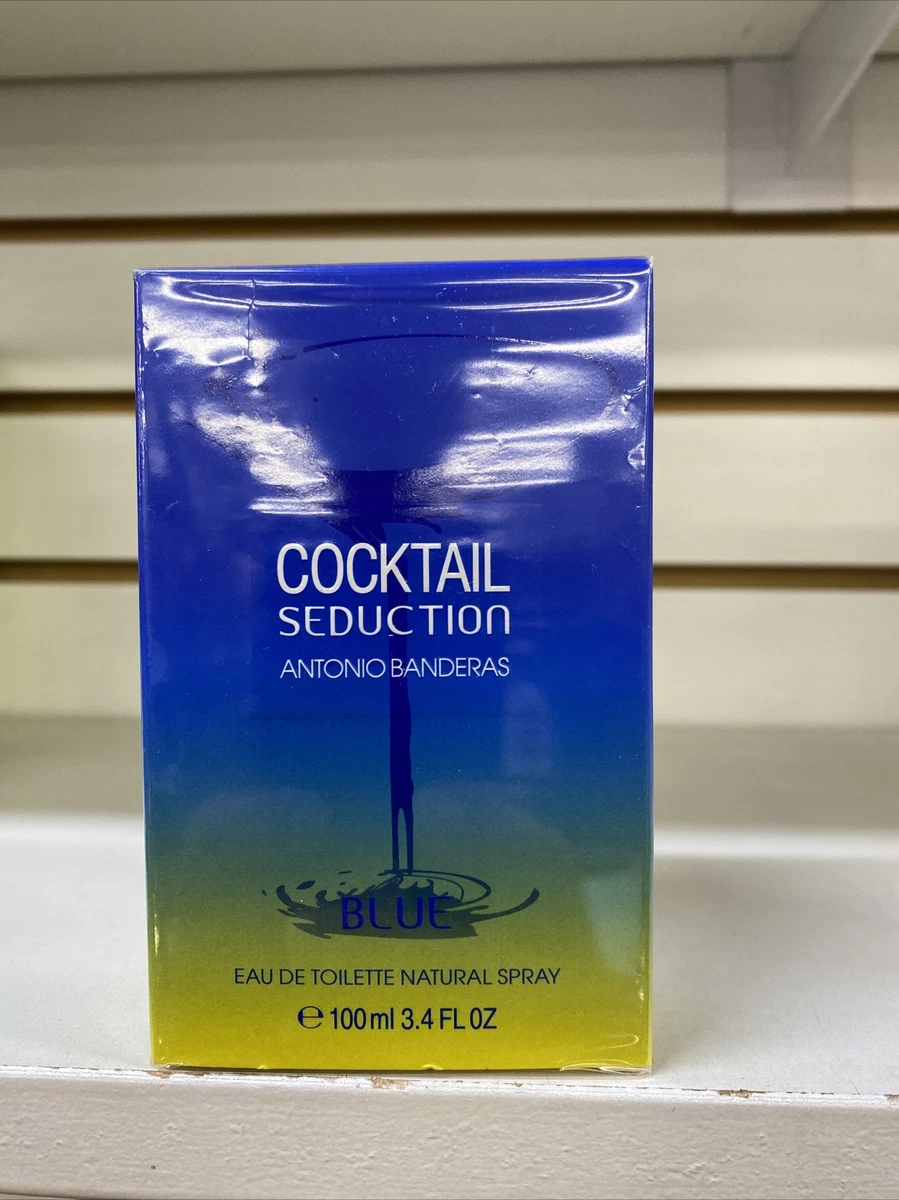 COCKTAIL
SEDUCTION
ANTONIO BANDERAS
BLUE
EAU DE TOILETTE NATURAL SPRAY
℮ 100 ml 3.4 FL OZ